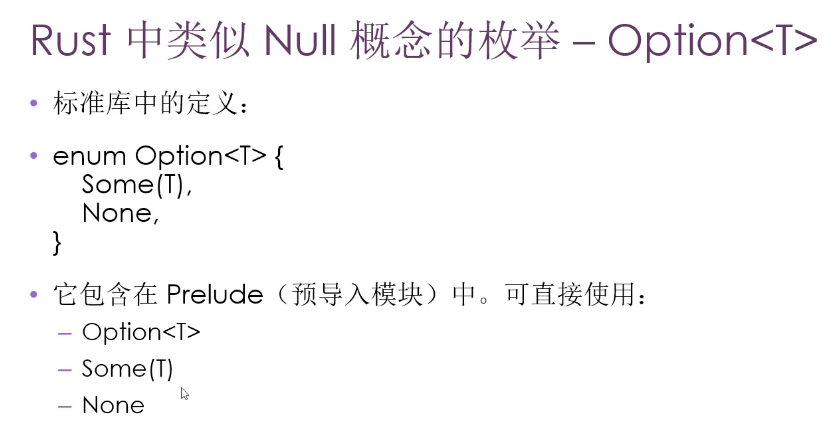 Rust 中类似 Null 概念的枚举 – Option<T>
• 标准库中的定义：
• enum Option<T> {
Some(T),
None,
}
• 它包含在 Prelude（预导入模块）中。可直接使用：
– Option<T>
– Some(T)
– None